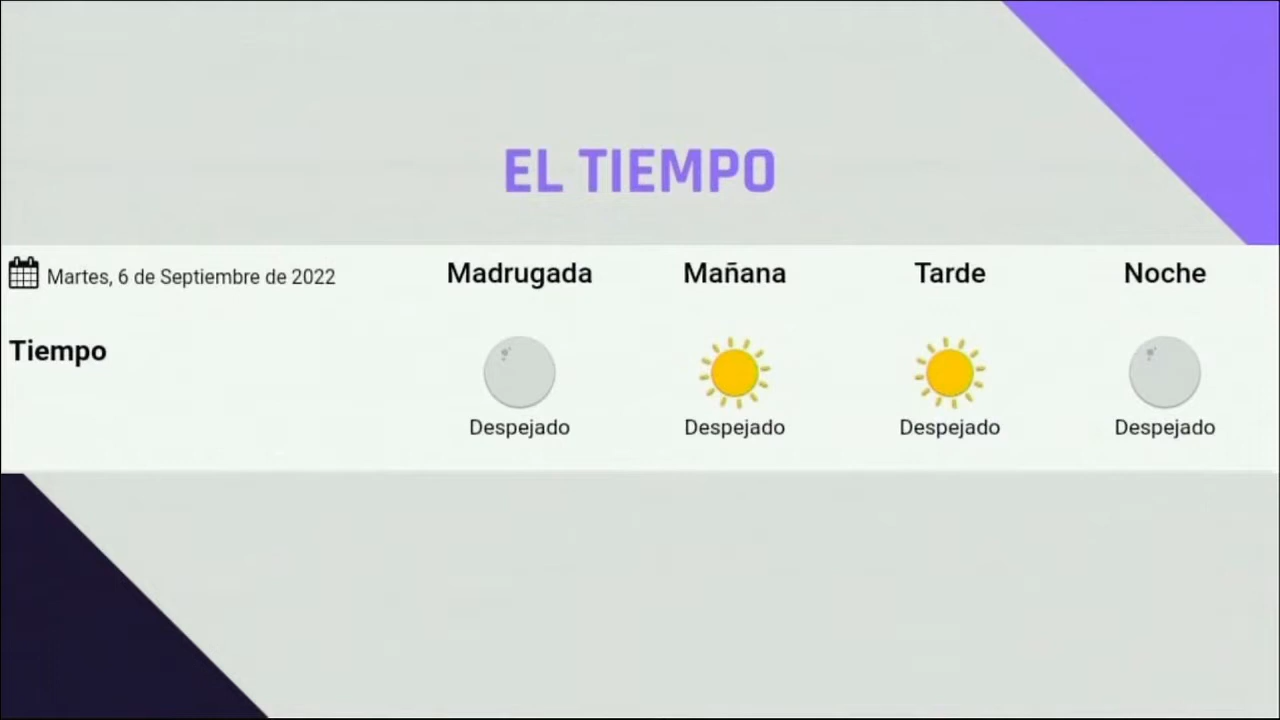 EL TIEMPO
Martes, 6 de Septiembre de 2022 Madrugada Mañana Tarde Noche
Tiempo
Despejado Despejado Despejado Despejado